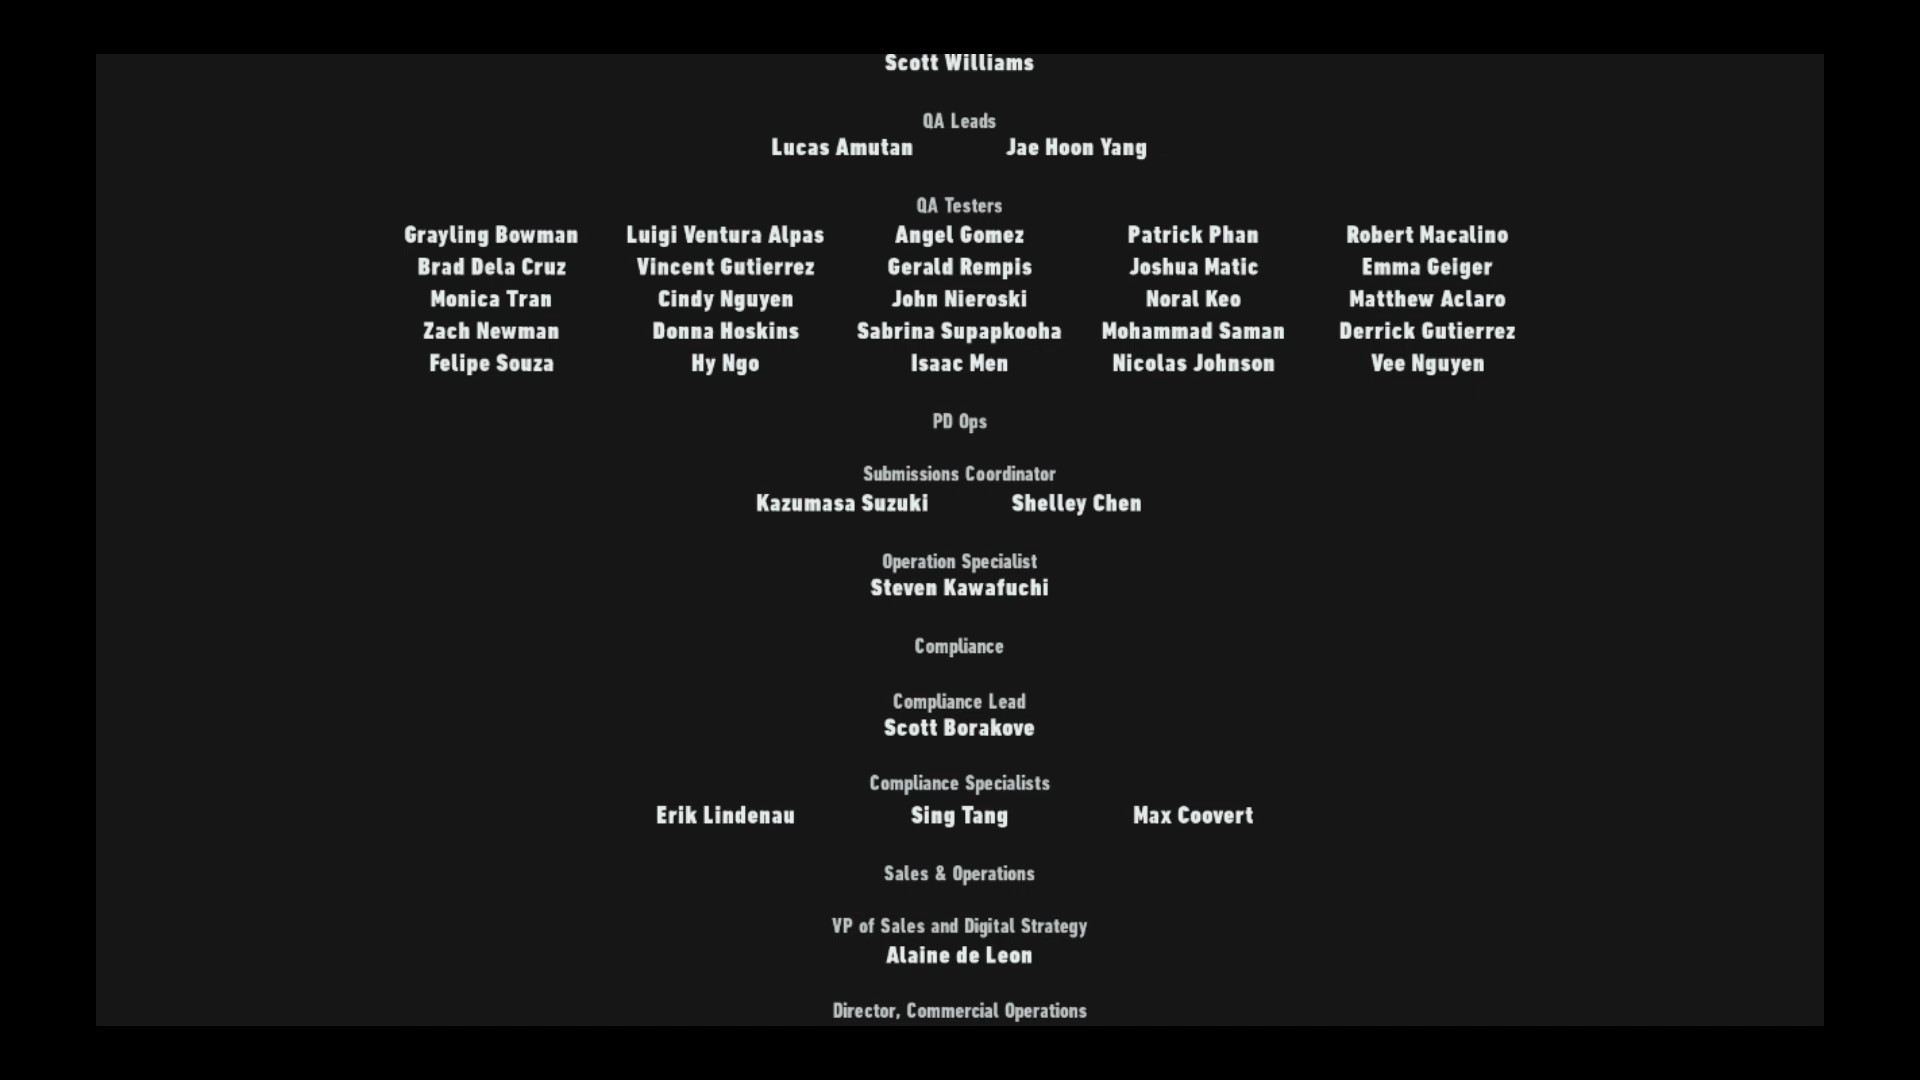 Scott Williams
QA Leads
Lucas Amutan Jae Hoon Yang
QA Testers
Grayling Bowman Luigi Ventura Alpas Angel Gomez Patrick Phan Robert Macalino
Brad Dela Cruz Vincent Gutierrez Gerald Rempis Joshua Matic Emma Geiger
Monica Tran Cindy Nguyen John Nieroski Noral Keo Matthew Aclaro
Zach Newman Donna Hoskins Sabrina Supapkooha Mohammad Saman Derrick Gutierrez
Felipe Souza Hy Ngo Isaac Men Nicolas Johnson Vee Nguyen
PD Ops
Submissions Coordinator
Kazumasa Suzuki Shelley Chen
Operation Specialist
Steven Kawafuchi
Compliance
Compliance Lead
Scott Borakove
Compliance Specialists
Erik Lindenau Sing Tang Max Coovert
Sales & Operations
VP of Sales and Digital Strategy
Alaine de Leon
Director, Commercial Operations